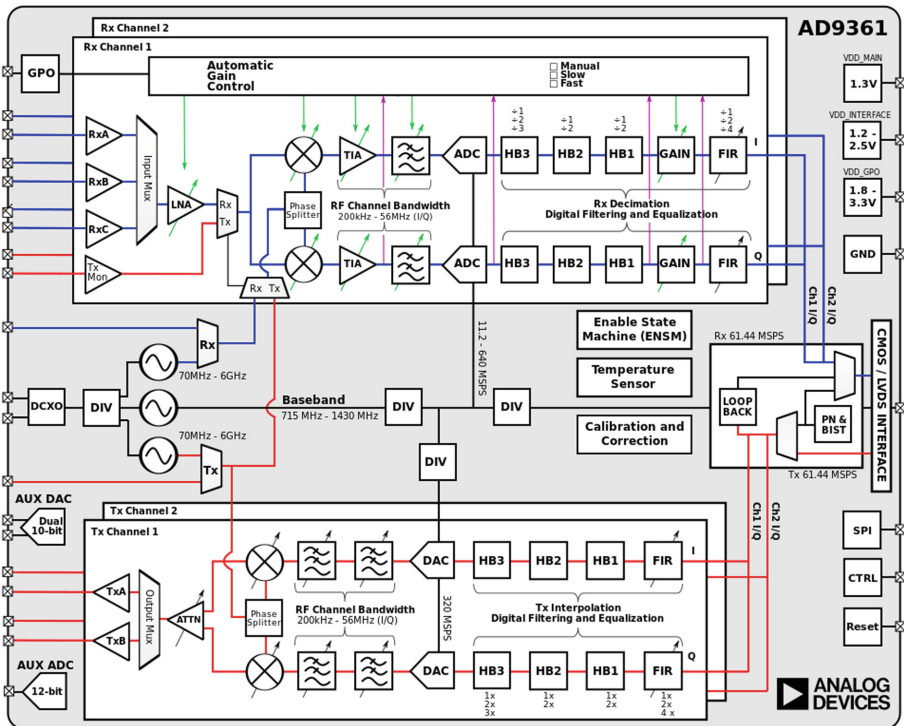 AD9361
Rx Channel 2
Rx Channel 1
GPO
Automatic
Gain
Control
Manual
Slow
Fast
VDD_MAIN
1.3V
VDD_INTERFACE
1.2 -
2.5V
VDD_GPO
1.8 -
3.3V
GND
RxA
RxB
RxC
Tx
Mon
Input Mux
LNA
Rx
Tx
Phase
Splitter
TIA
ADC
÷1
÷2
÷3
HB3
÷1
÷2
HB2
÷1
÷2
HB1
GAIN
÷1
÷2
÷4
FIR
I
RF Channel Bandwidth
200kHz - 56MHz (I/Q)
Rx Decimation
Digital Filtering and Equalization
TIA
ADC
HB3
HB2
HB1
GAIN
FIR
Q
Rx Tx
Ch1 I/Q
Ch2 I/Q
Rx
70MHz - 6GHz
11.2 - 640 MSPS
Enable State
Machine (ENSM)
Temperature
Sensor
Calibration and
Correction
Rx 61.44 MSPS
LOOP
BACK
PN &
BIST
Tx 61.44 MSPS
CMOS / LVDS INTERFACE
DCXO
DIV
Baseband
715 MHz - 1430 MHz
DIV
DIV
DIV
70MHz - 6GHz
Tx
AUX DAC
Dual
10-bit
Tx Channel 2
Tx Channel 1
Ch1 I/Q
Ch2 I/Q
SPI
CTRL
Reset
TxA
TxB
Output Mux
ATTN
Phase
Splitter
DAC
HB3
HB2
HB1
FIR
I
RF Channel Bandwidth
200kHz - 56MHz (I/Q)
320 MSPS
Tx Interpolation
Digital Filtering and Equalization
DAC
HB3
HB2
HB1
FIR
Q
1x
2x
3x
1x
2x
1x
2x
1x
2x
4 x
AUX ADC
12-bit
ANALOG
DEVICES